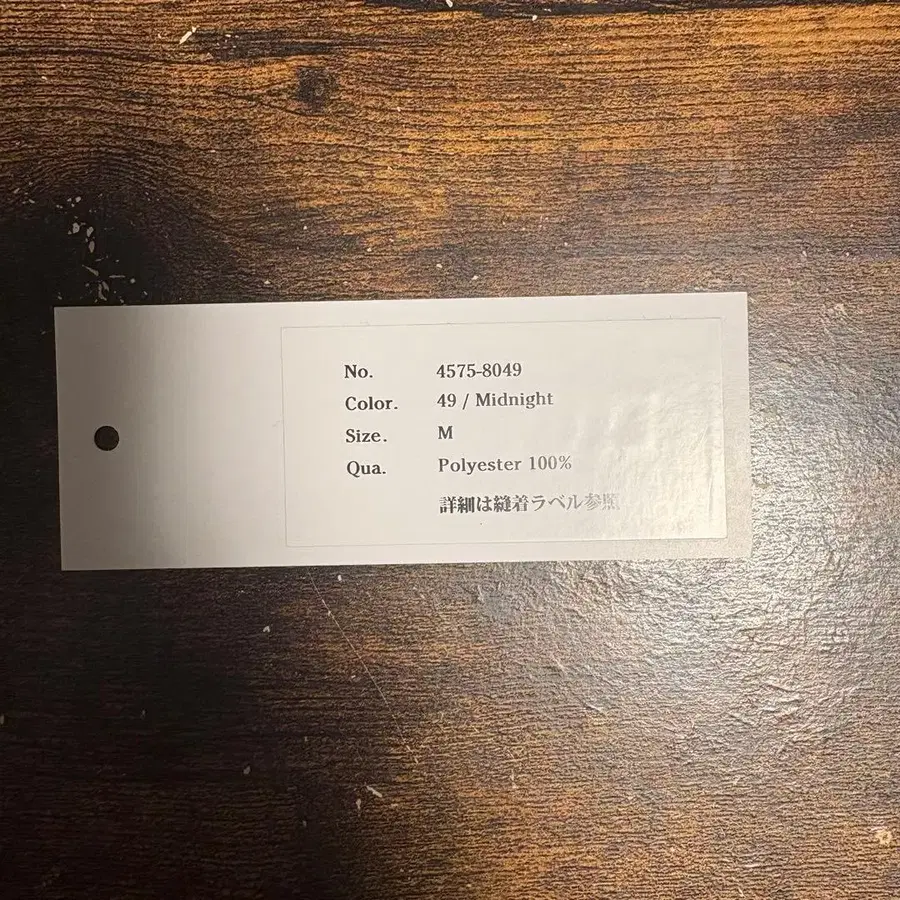 No. 4575-8049
Color. 49 / Midnight
Size. M
Qua. Polyester 100%
詳細は縫着ラベル参照